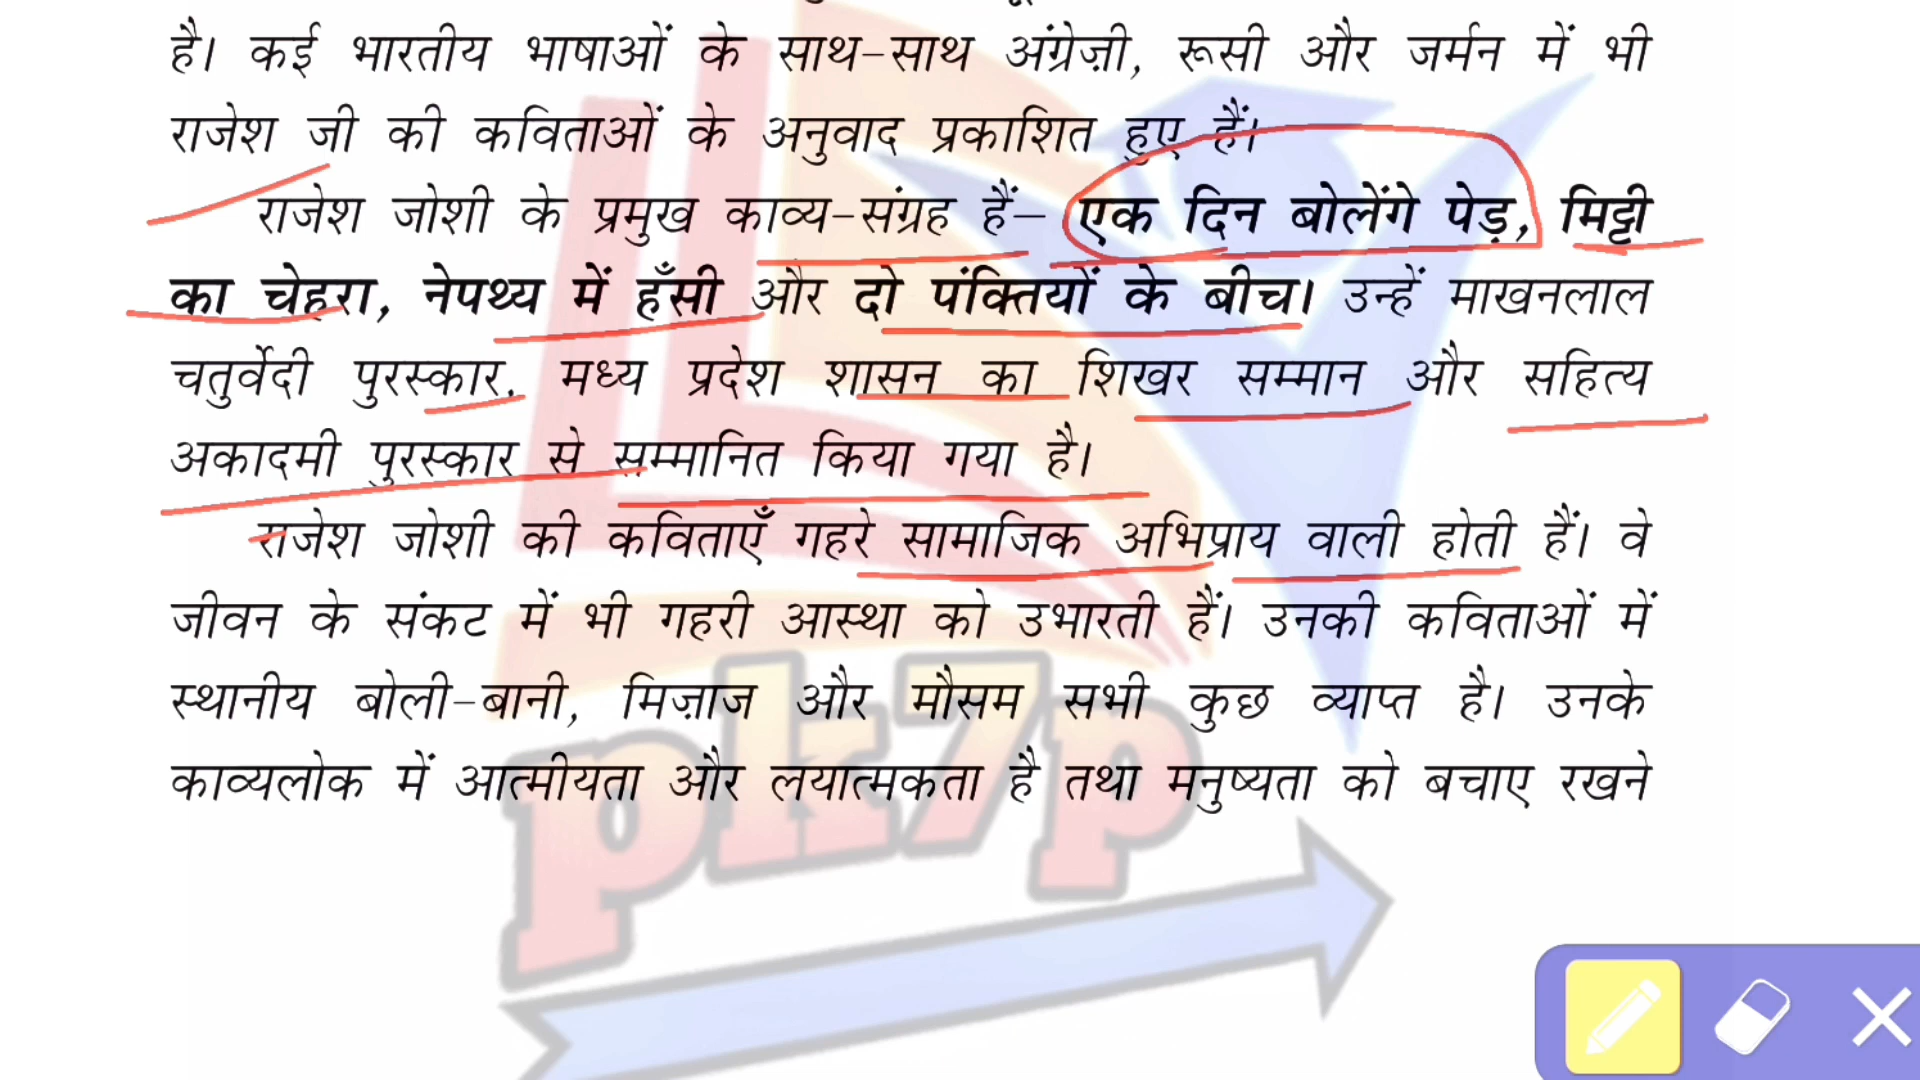 है। कई भारतीय भाषाओं के साथ-साथ अंग्रेज़ी, रूसी और जर्मन में भी
राजेश जी की कविताओं के अनुवाद प्रकाशित हुए हैं।
राजेश जोशी के प्रमुख काव्य-संग्रह हैं– एक दिन बोलेंगे पेड़, मिट्टी
का चेहरा, नेपथ्य में हँसी और दो पंक्तियों के बीच। उन्हें माखनलाल
चतुर्वेदी पुरस्कार, मध्य प्रदेश शासन का शिखर सम्मान और सहित्य
अकादमी पुरस्कार से सम्मानित किया गया है।
राजेश जोशी की कविताएँ गहरे सामाजिक अभिप्राय वाली होती हैं। वे
जीवन के संकट में भी गहरी आस्था को उभारती हैं। उनकी कविताओं में
स्थानीय बोली-बानी, मिज़ाज और मौसम सभी कुछ व्याप्त है। उनके
काव्यलोक में आत्मीयता और लयात्मकता है तथा मनुष्यता को बचाए रखने
pk7p